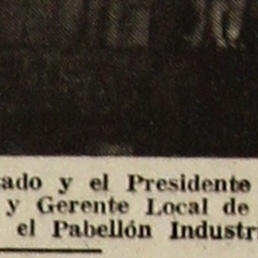 ado y el Presidente
y Gerente Local de
el Pabellón Industr